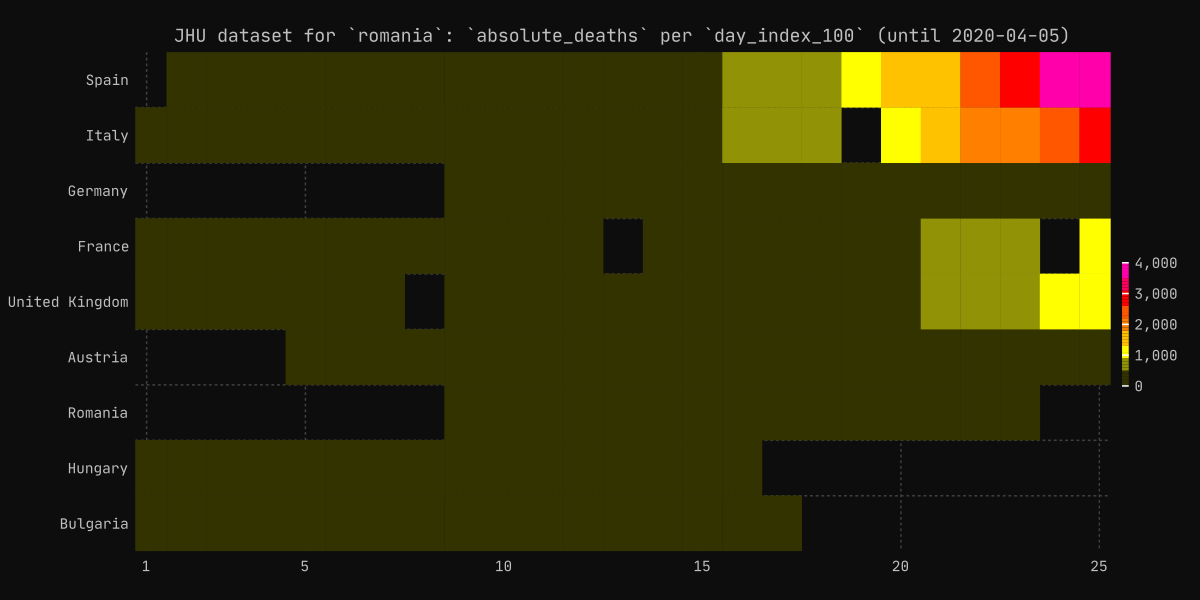 JHU dataset for `romania`: `absolute_deaths` per `day_index_100` (until 2020-04-05)
Spain
Italy
Germany
France
United Kingdom
Austria
Romania
Hungary
Bulgaria
1 5 10 15 20 25
4,000
3,000
2,000
1,000
0